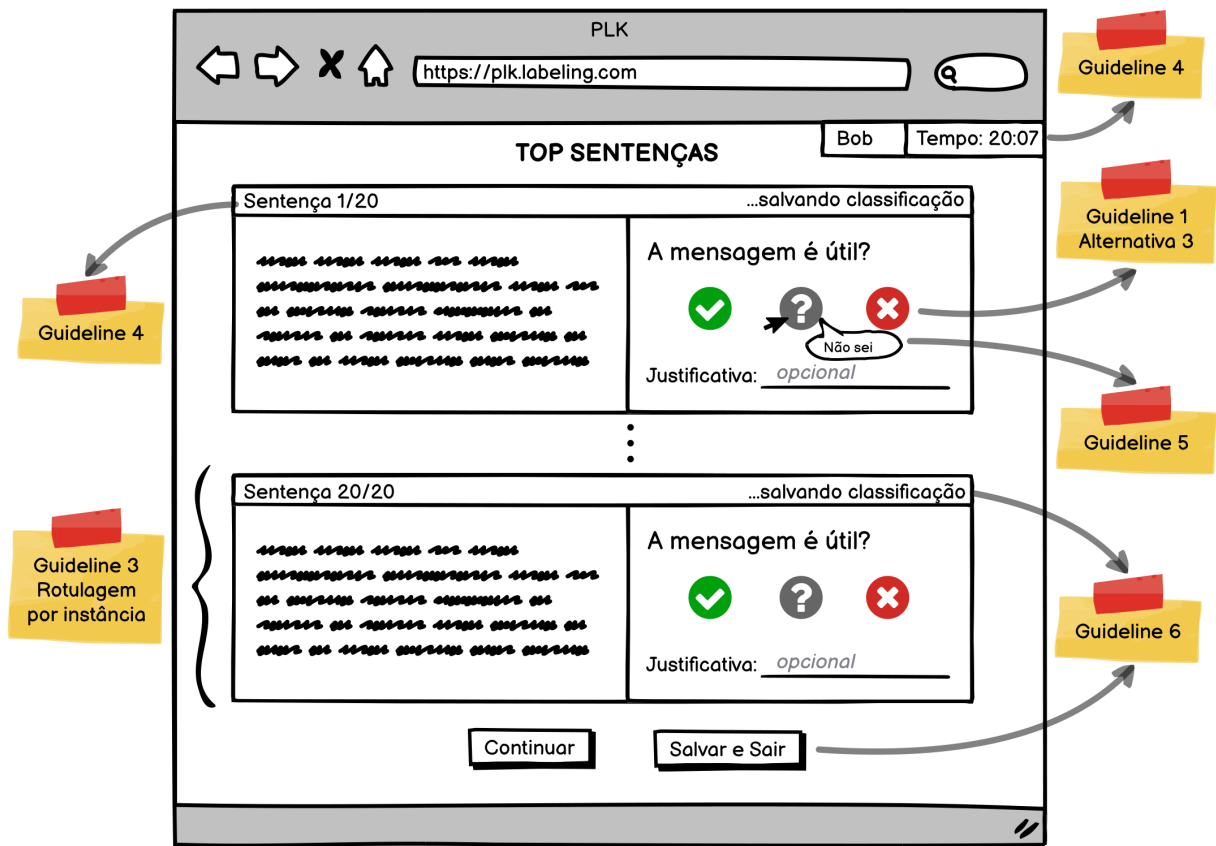 PLK
https://plk.labeling.com
Guideline 4
Bob
Tempo: 20:07
TOP SENTENÇAS
Sentença 1/20
...salvando classificação
Guideline 1
Alternativa 3
A mensagem é útil?
Não sei
Justificativa: opcional
Guideline 4
Guideline 5
Sentença 20/20
...salvando classificação
A mensagem é útil?
Justificativa: opcional
Guideline 3
Rotulagem
por instância
Guideline 6
Continuar
Salvar e Sair